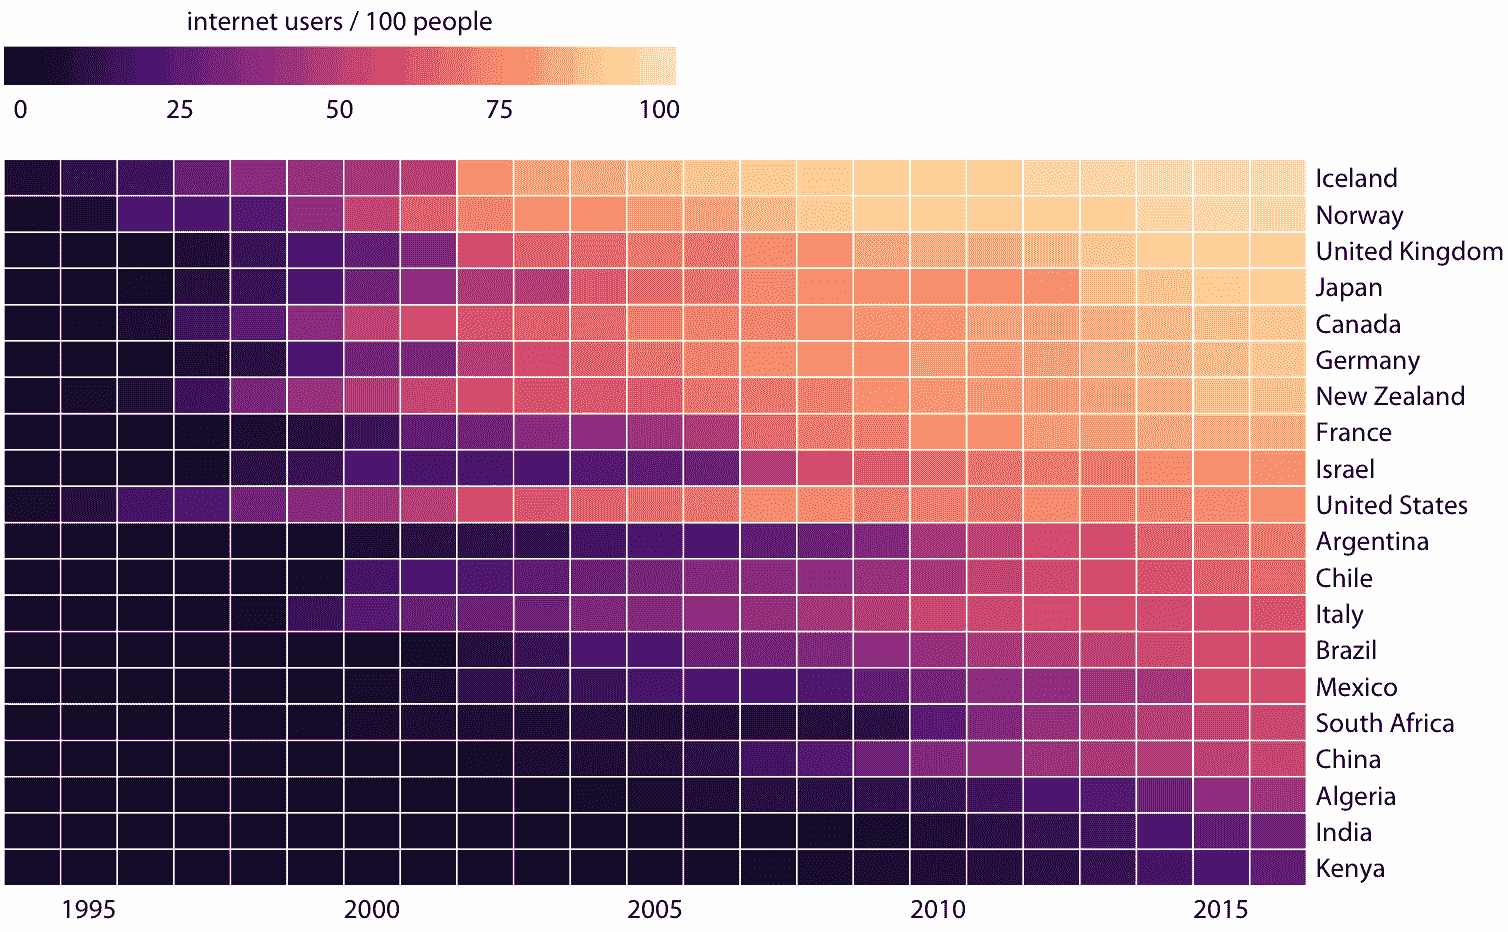 internet users / 100 people
0 25 50 75 100
Iceland
Norway
United Kingdom
Japan
Canada
Germany
New Zealand
France
Israel
United States
Argentina
Chile
Italy
Brazil
Mexico
South Africa
China
Algeria
India
Kenya
1995 2000 2005 2010 2015